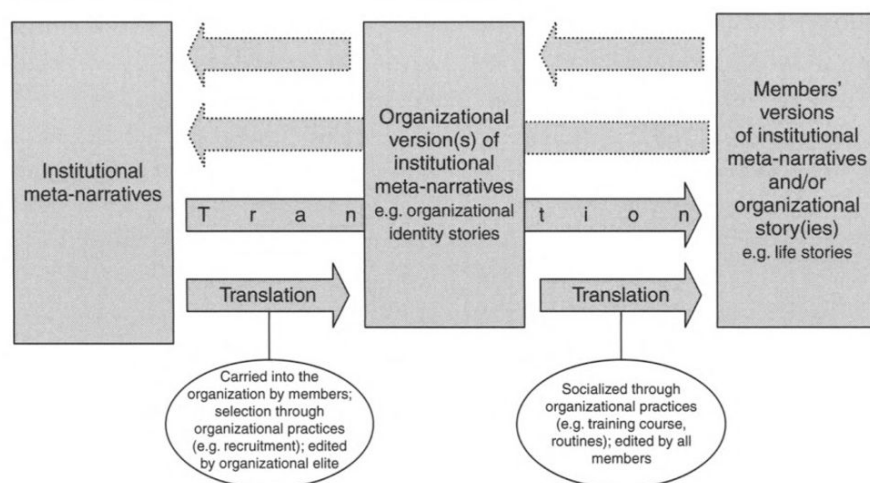 Institutional
meta-narratives
Organizational
version(s) of
institutional
meta-narratives
e.g. organizational
identity stories
Members'
versions
of institutional
meta-narratives
and/or
organizational
story(ies)
e.g. life stories
T r a n
t i o n
Translation
Translation
Carried into the
organization by members;
selection through
organizational practices
(e.g. recruitment); edited
by organizational elite
Socialized through
organizational practices
(e.g. training course,
routines); edited by all
members